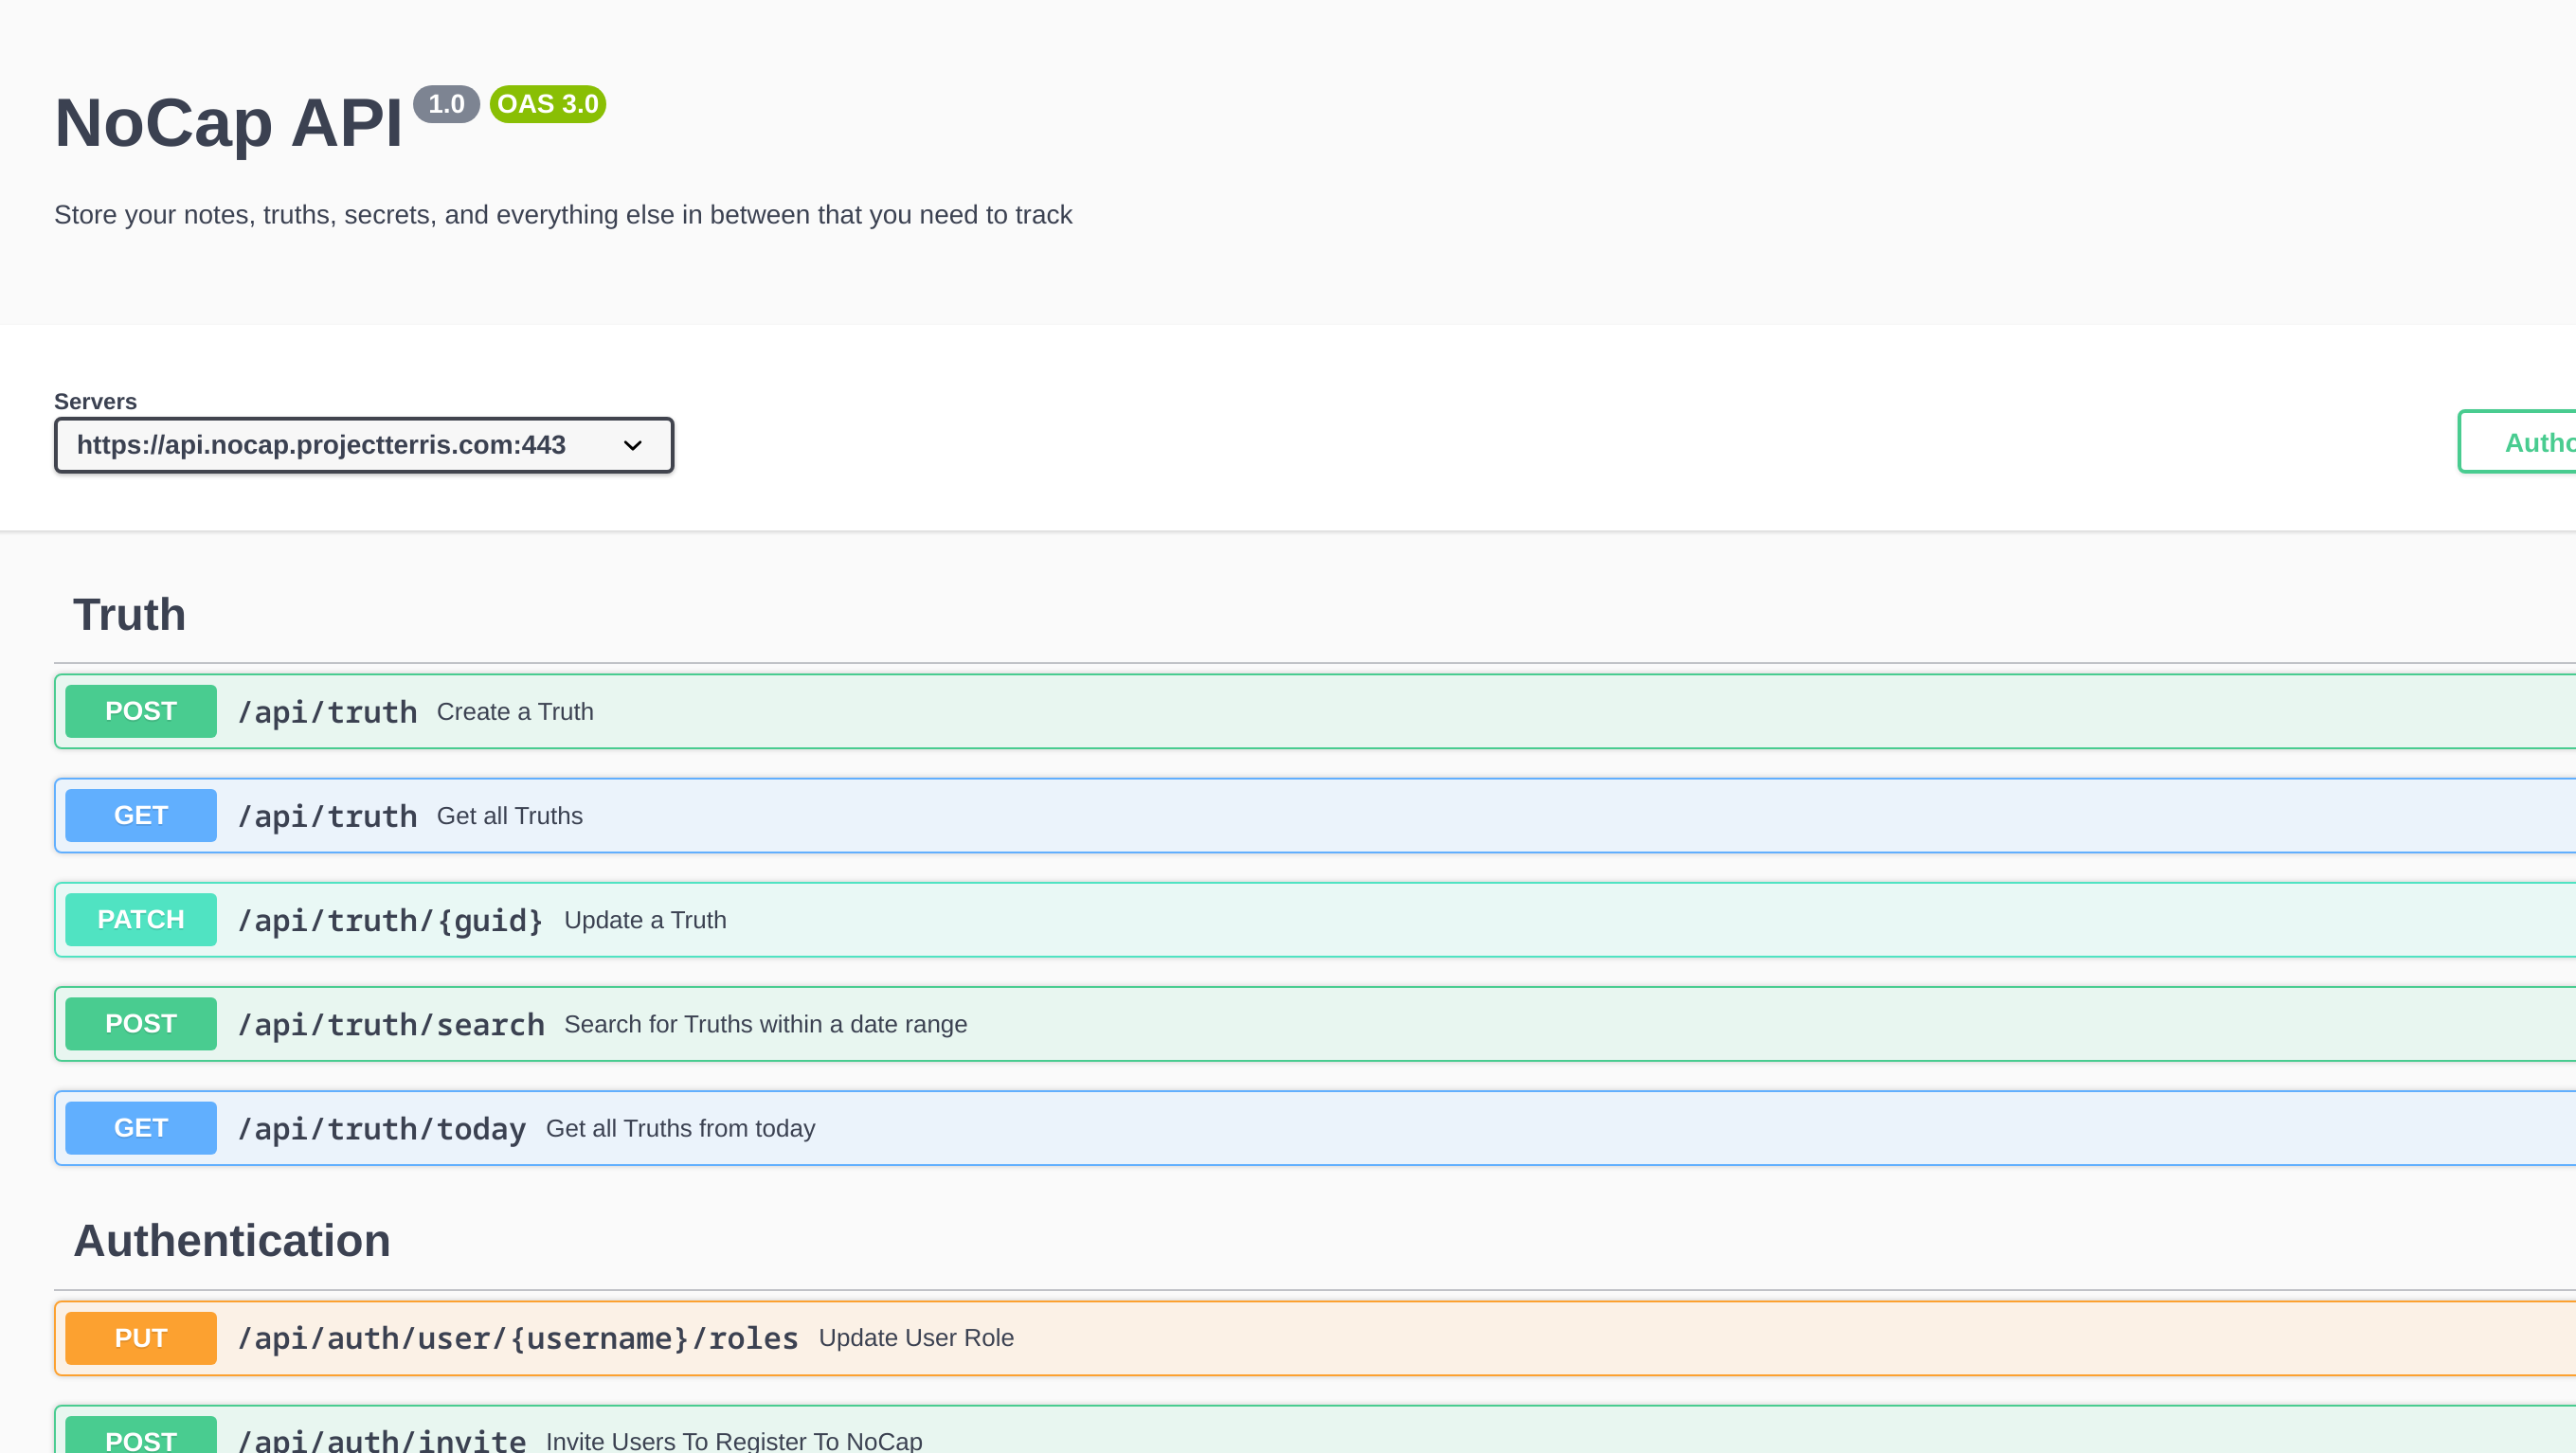 NoCap API 1.0 OAS 3.0
Store your notes, truths, secrets, and everything else in between that you need to track
Servers
https://api.nocap.projectterris.com:443
Truth
POST /api/truth Create a Truth
GET /api/truth Get all Truths
PATCH /api/truth/{guid} Update a Truth
POST /api/truth/search Search for Truths within a date range
GET /api/truth/today Get all Truths from today
Authentication
PUT /api/auth/user/{username}/roles Update User Role
POST /api/auth/invite Invite Users To Register To NoCap